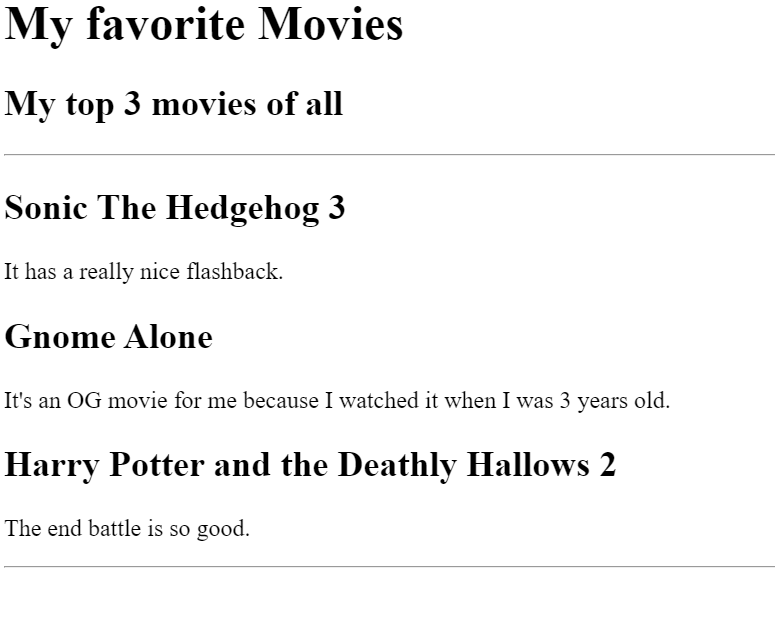 My favorite Movies
My top 3 movies of all
Sonic The Hedgehog 3
It has a really nice flashback.
Gnome Alone
It's an OG movie for me because I watched it when I was 3 years old.
Harry Potter and the Deathly Hallows 2
The end battle is so good.